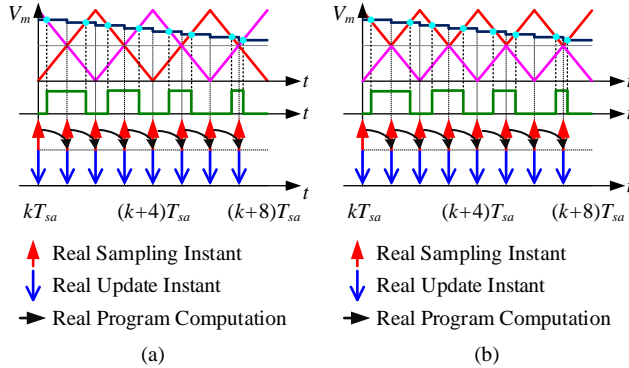 V_m
t
t
t
kT_sa
(k+4)T_sa
(k+8)T_sa
Real Sampling Instant
Real Update Instant
Real Program Computation
(a)
V_m
t
t
t
kT_sa
(k+4)T_sa
(k+8)T_sa
Real Sampling Instant
Real Update Instant
Real Program Computation
(b)